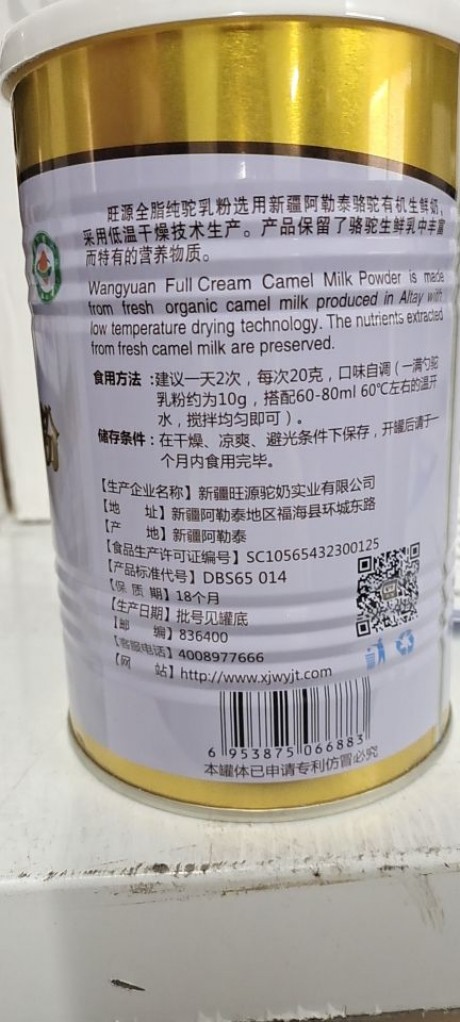 旺源全脂纯驼乳粉选用新疆阿勒泰骆驼有机生鲜奶，
采用低温干燥技术生产。产品保留了骆驼生鲜乳中丰富
而特有的营养物质。
Wangyuan Full Cream Camel Milk Powder is made
from fresh organic camel milk produced in Altay with
low temperature drying technology. The nutrients extracted
from fresh camel milk are preserved.
食用方法：建议一天2次，每次20克，口味自调（一满勺驼
乳粉约为10g，搭配60-80ml 60℃左右的温开
水，搅拌均匀即可）。
储存条件：在干燥、凉爽、避光条件下保存，开罐后请于一
个月内食用完毕。
【生产企业名称】新疆旺源驼奶实业有限公司
【地 址】新疆阿勒泰地区福海县环城东路
【产 地】新疆阿勒泰
【食品生产许可证编号】SC10565432300125
【产品标准代号】DBS65 014
【保 质 期】18个月
【生产日期】批号见罐底
【邮 编】836400
【客服电话】4008977666
【网 站】http://www.xjwyjt.com
6 953875 066883
本罐体已申请专利仿冒必究
粉